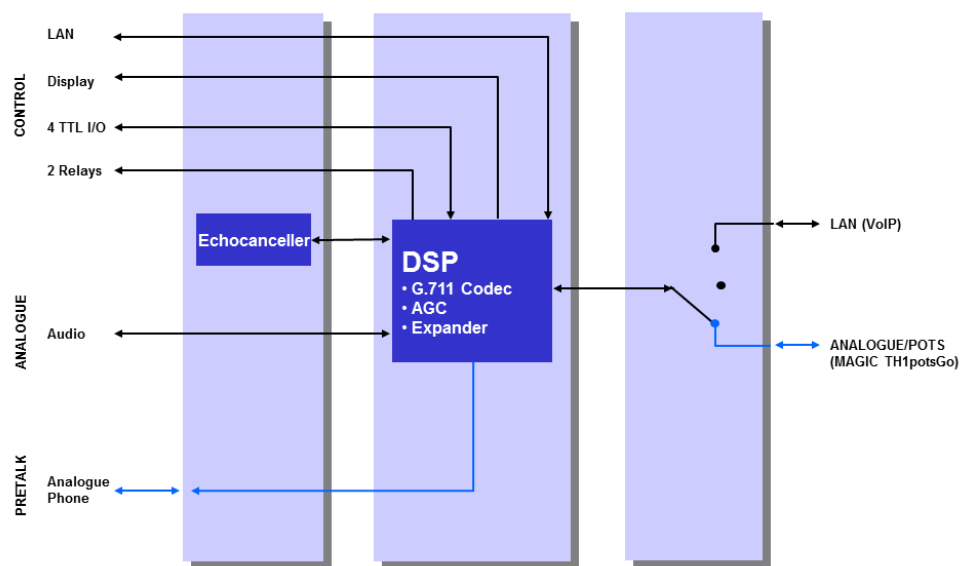 CONTROL
LAN
Display
4 TTL I/O
2 Relays
Echocanceller
DSP
• G.711 Codec
• AGC
• Expander
LAN (VoIP)
ANALOGUE
Audio
ANALOGUE/POTS
(MAGIC TH1potsGo)
PRETALK
Analogue
Phone